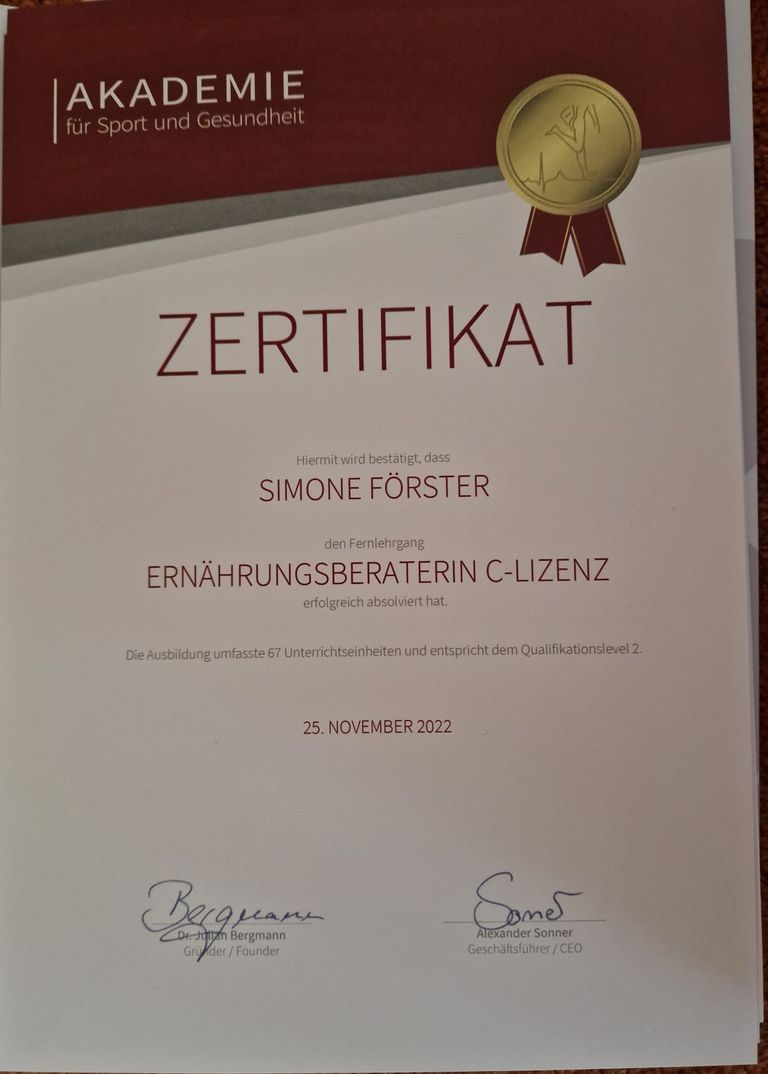 AKADEMIE
für Sport und Gesundheit
ZERTIFIKAT
Hiermit wird bestätigt, dass
SIMONE FÖRSTER
den Fernlehrgang
ERNÄHRUNGSBERATERIN C-LIZENZ
erfolgreich absolviert hat.
Die Ausbildung umfasste 67 Unterrichtseinheiten und entspricht dem Qualifikationslevel 2.
25. NOVEMBER 2022
Bergmann Sonner
Dr. Julian Bergmann Alexander Sonner
Gründer / Founder Geschäftsführer / CEO